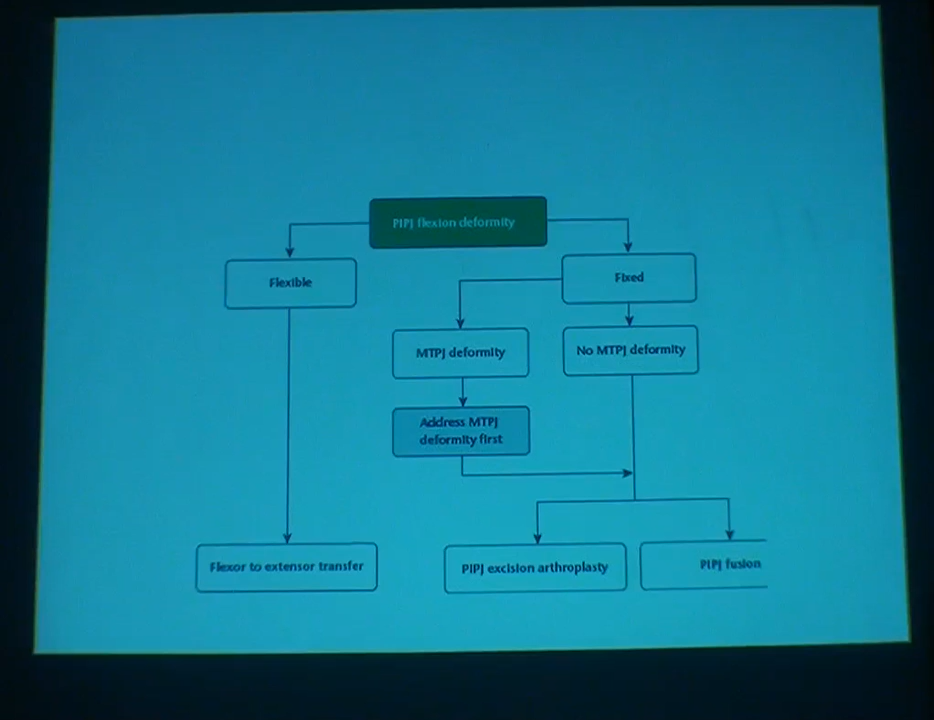 PIPJ flexion deformity
Flexible
Fixed
MTPJ deformity
No MTPJ deformity
Address MTPJ
deformity first
Flexor to extensor transfer
PIPJ excision arthroplasty
PIPJ fusion